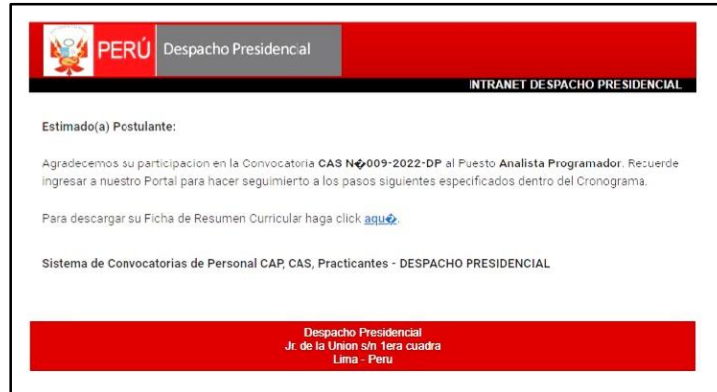 PERÚ Despacho Presidencial
INTRANET DESPACHO PRESIDENCIAL
Estimado(a) Postulante:
Agradecemos su participacion en la Convocatoria CAS N�009-2022-DP al Puesto Analista Programador. Recuerde
ingresar a nuestro Portal para hacer seguimiento a los pasos siguientes especificados dentro del Cronograma.
Para descargar su Ficha de Resumen Curricular haga click aqu�.
Sistema de Convocatorias de Personal CAP, CAS, Practicantes - DESPACHO PRESIDENCIAL
Despacho Presidencial
Jr. de la Union s/n 1era cuadra
Lima - Peru